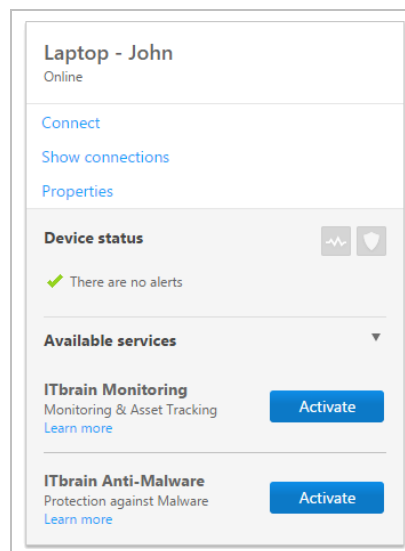 Laptop - John
Online
Connect
Show connections
Properties
Device status
There are no alerts
Available services
ITbrain Monitoring
Monitoring & Asset Tracking
Activate
Learn more
ITbrain Anti-Malware
Protection against Malware
Activate
Learn more